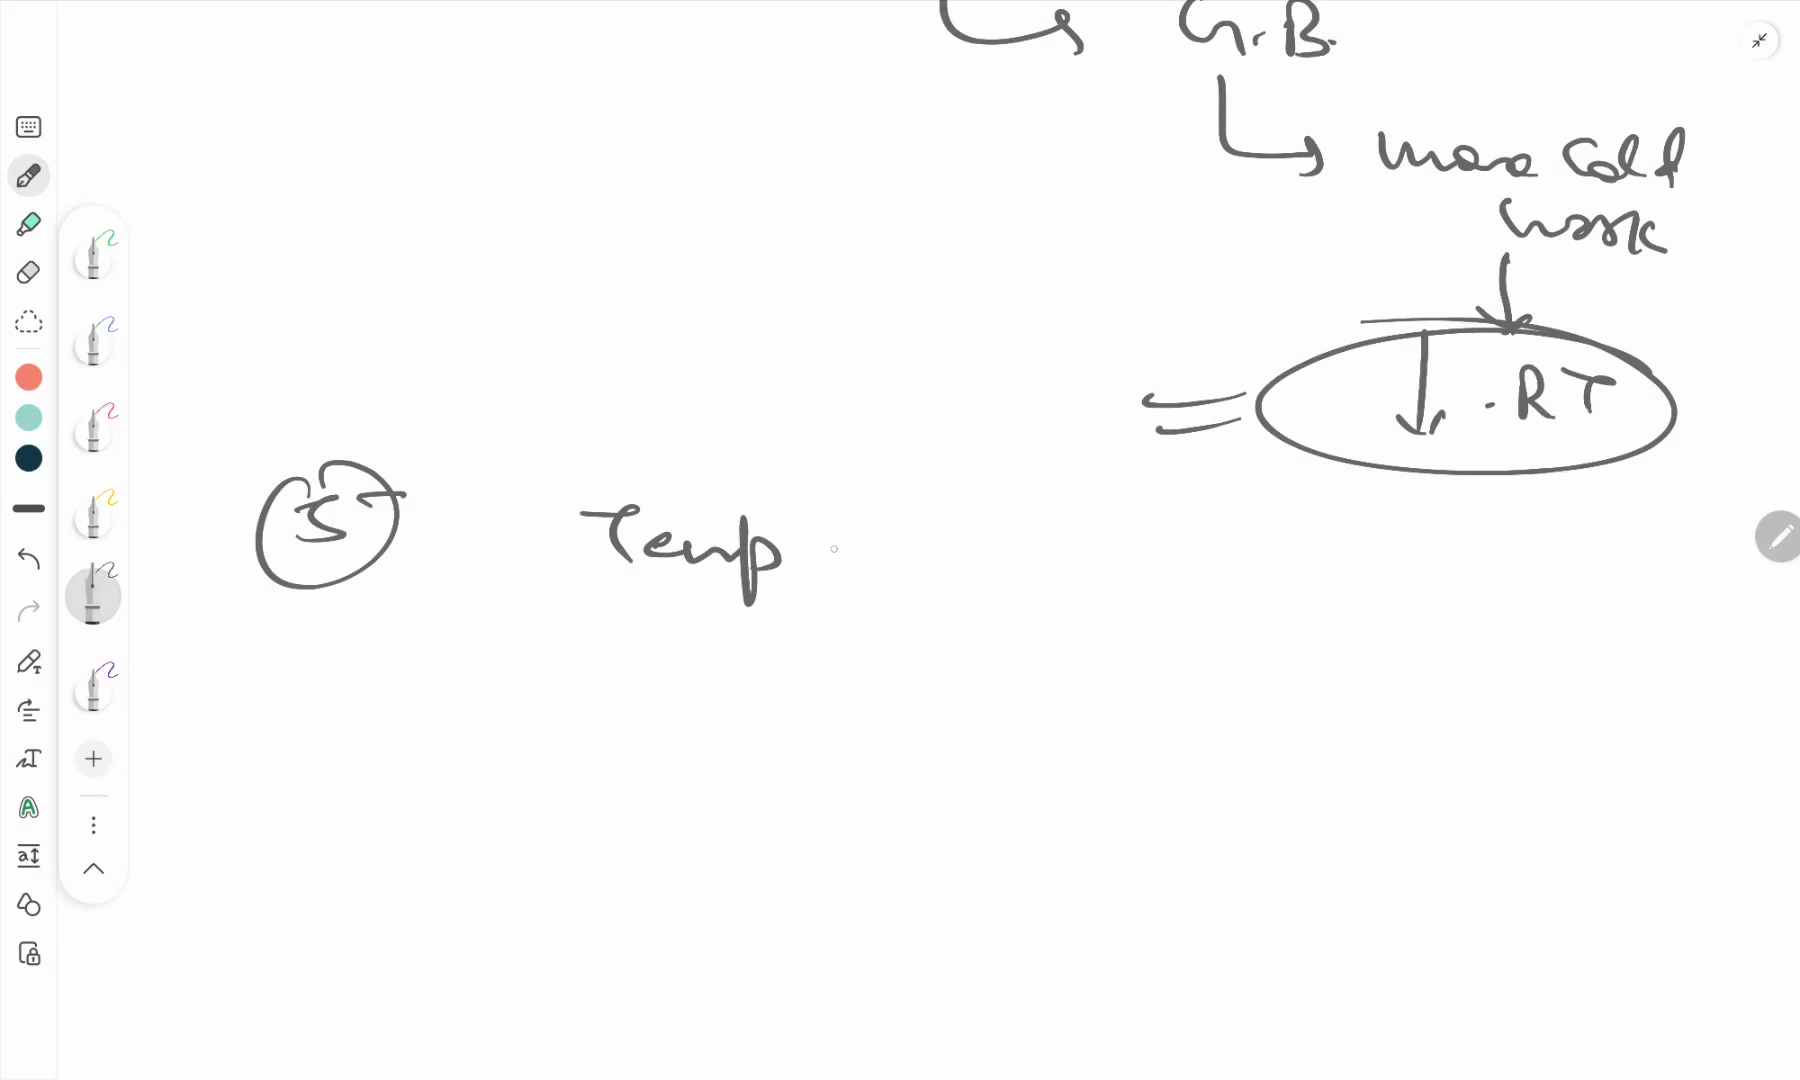 G.B.
more cold
work
↓ . RT
5
Temp